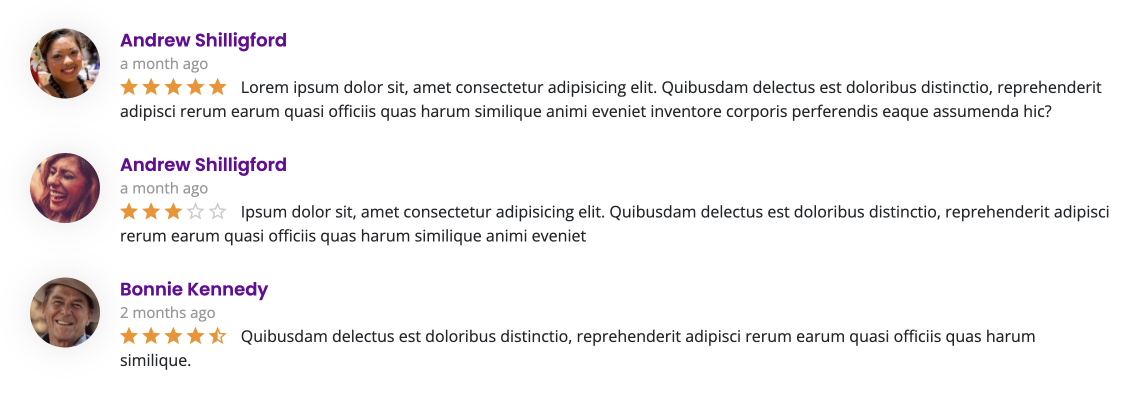 Andrew Shilligford
a month ago
Lorem ipsum dolor sit, amet consectetur adipisicing elit. Quibusdam delectus est doloribus distinctio, reprehenderit
adipisci rerum earum quasi officiis quas harum similique animi eveniet inventore corporis perferendis eaque assumenda hic?
Andrew Shilligford
a month ago
Ipsum dolor sit, amet consectetur adipisicing elit. Quibusdam delectus est doloribus distinctio, reprehenderit adipisci
rerum earum quasi officiis quas harum similique animi eveniet
Bonnie Kennedy
2 months ago
Quibusdam delectus est doloribus distinctio, reprehenderit adipisci rerum earum quasi officiis quas harum
similique.